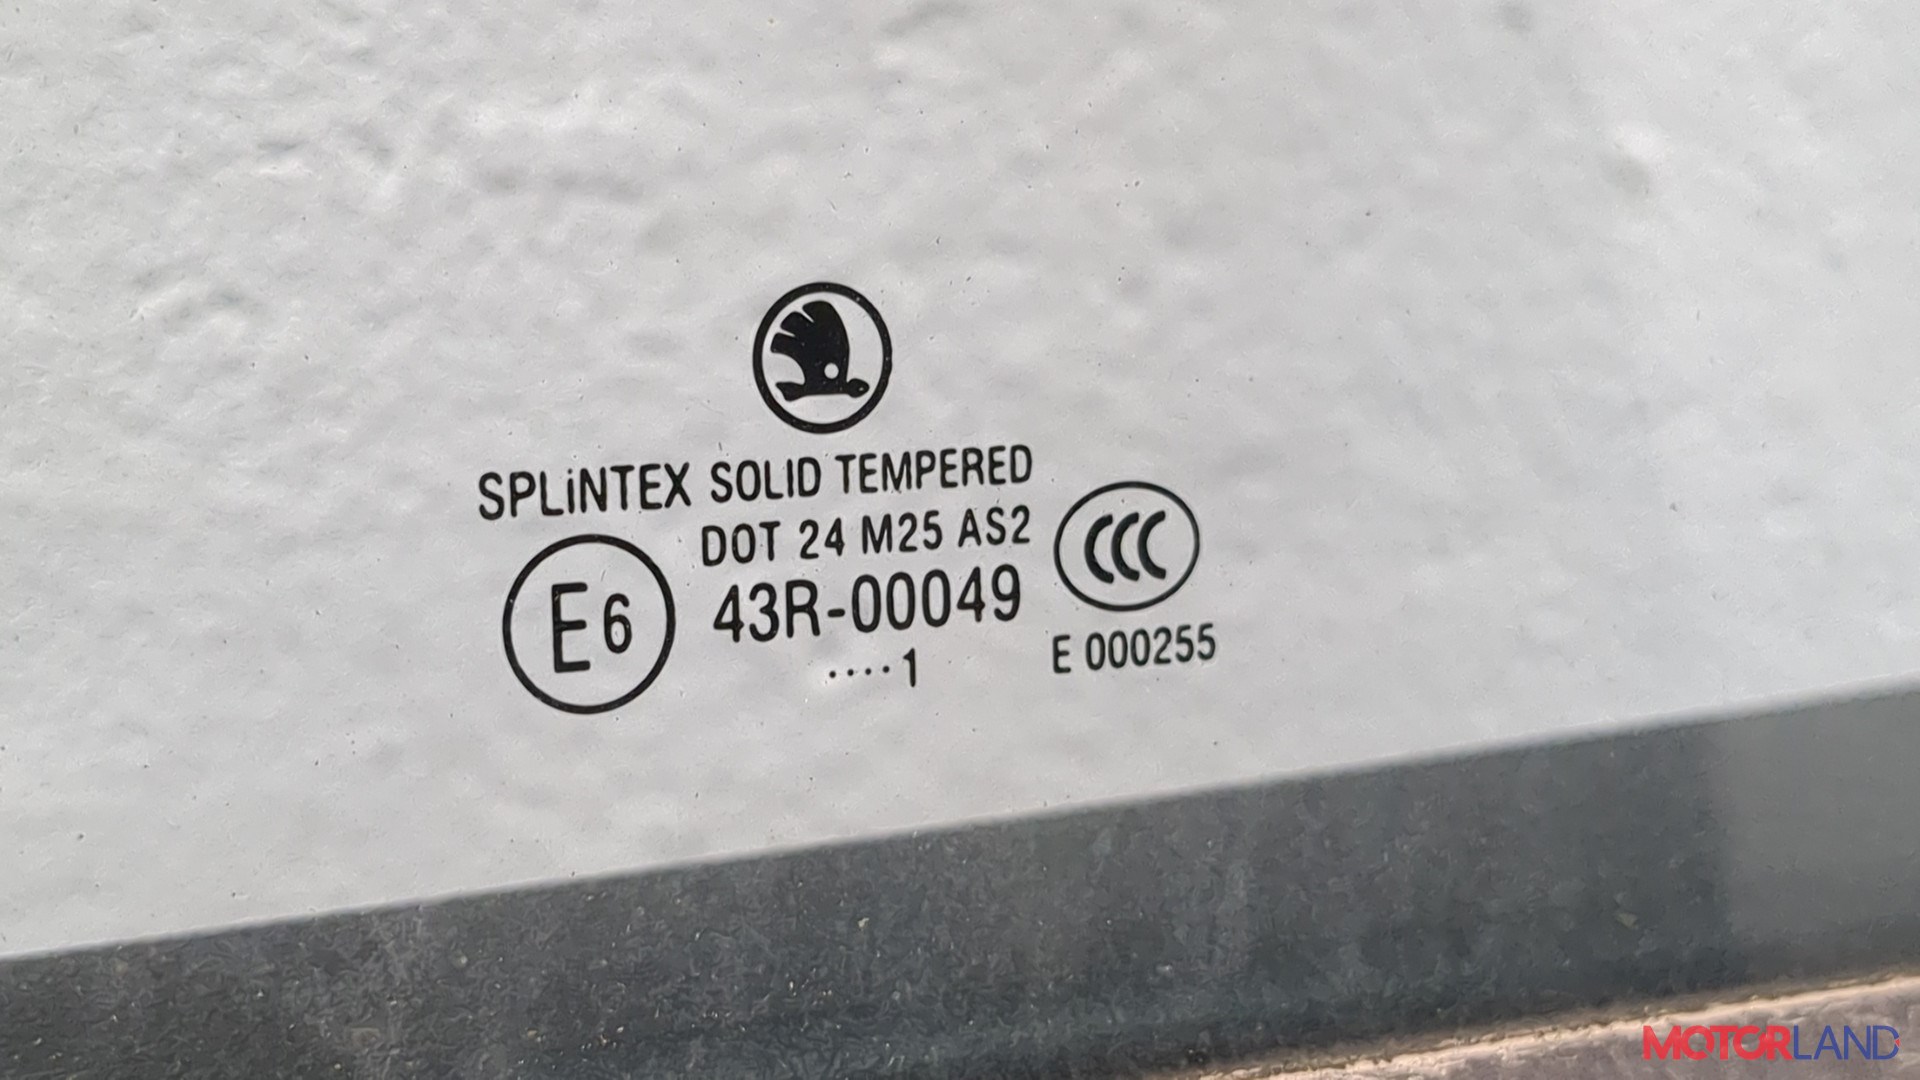 SPLiNTEX SOLID TEMPERED
DOT 24 M25 AS2
CCC
E6
43R-00049
E 000255
····1
MOTORLAND